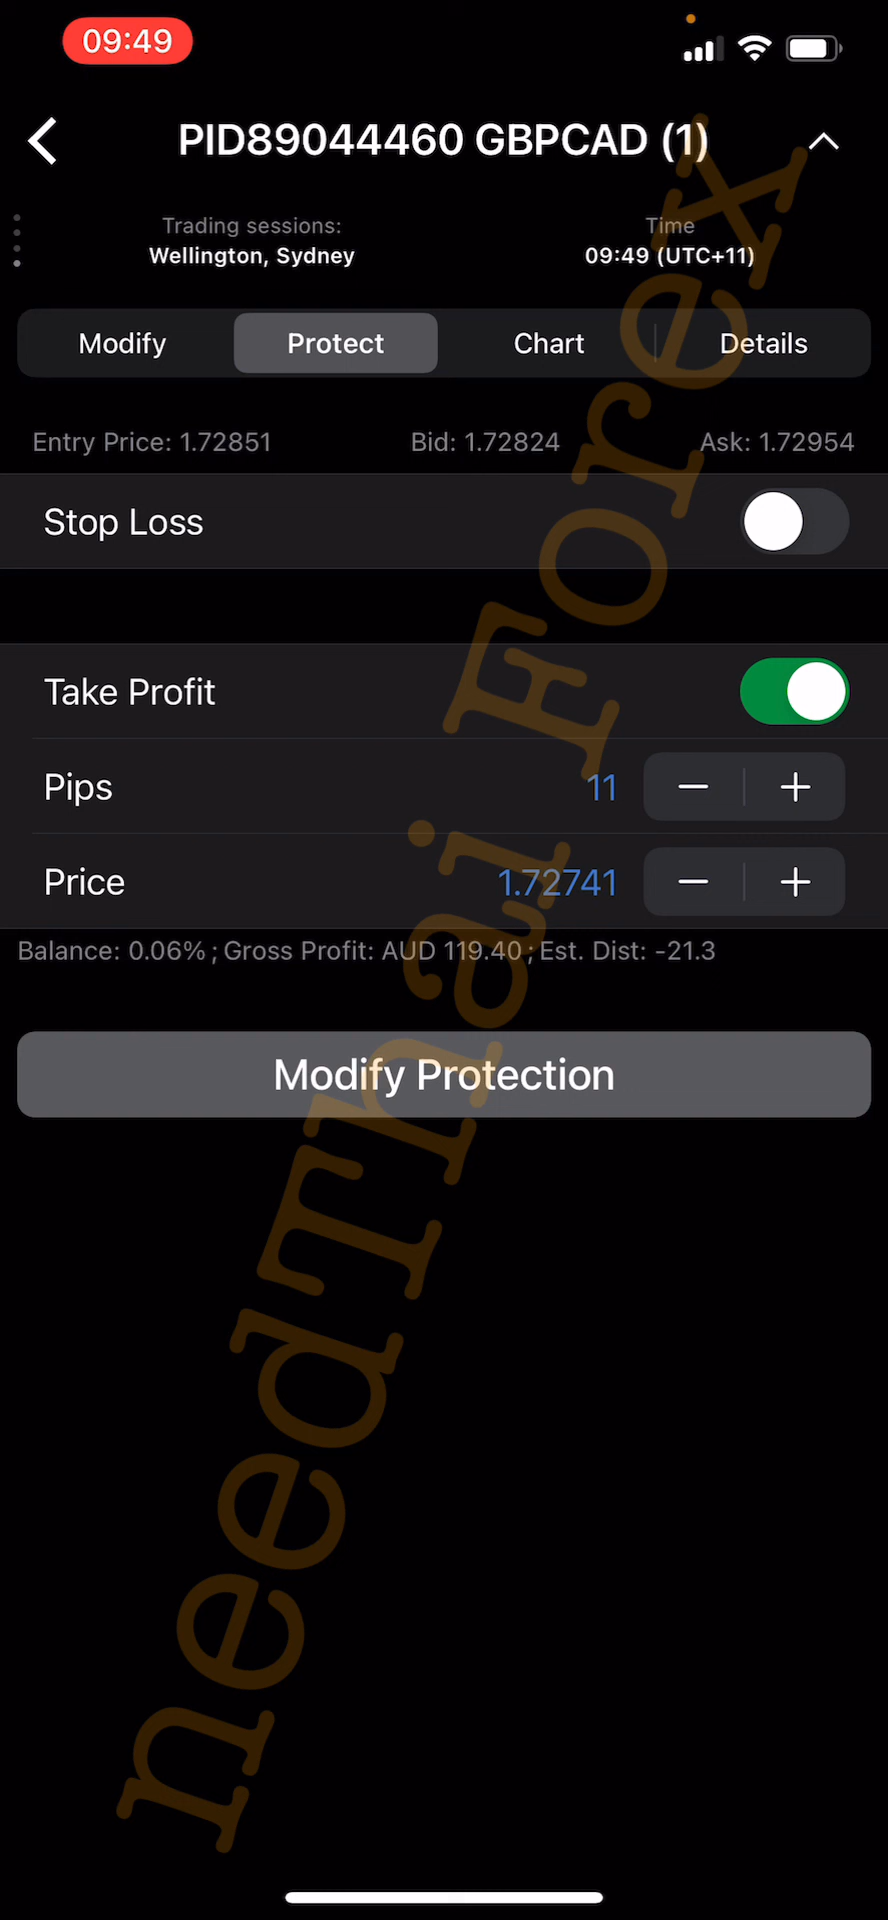 09:49
PID89044460 GBPCAD (1)
Trading sessions:
Wellington, Sydney
Time
09:49 (UTC+11)
Modify
Protect
Chart
Details
Entry Price: 1.72851
Bid: 1.72824
Ask: 1.72954
Stop Loss
Take Profit
Pips
11
Price
1.72741
Balance: 0.06% ; Gross Profit: AUD 119.40 ; Est. Dist: -21.3
Modify Protection
needThai Forex